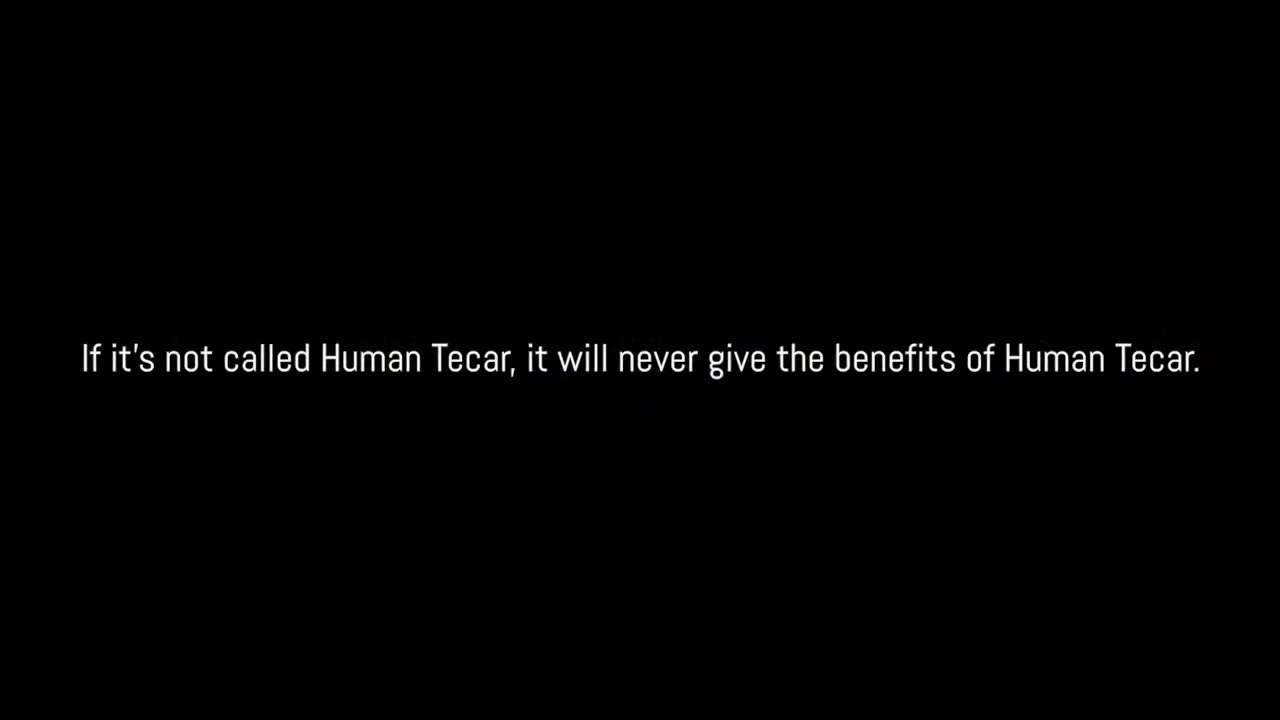 If it's not called Human Tecar, it will never give the benefits of Human Tecar.